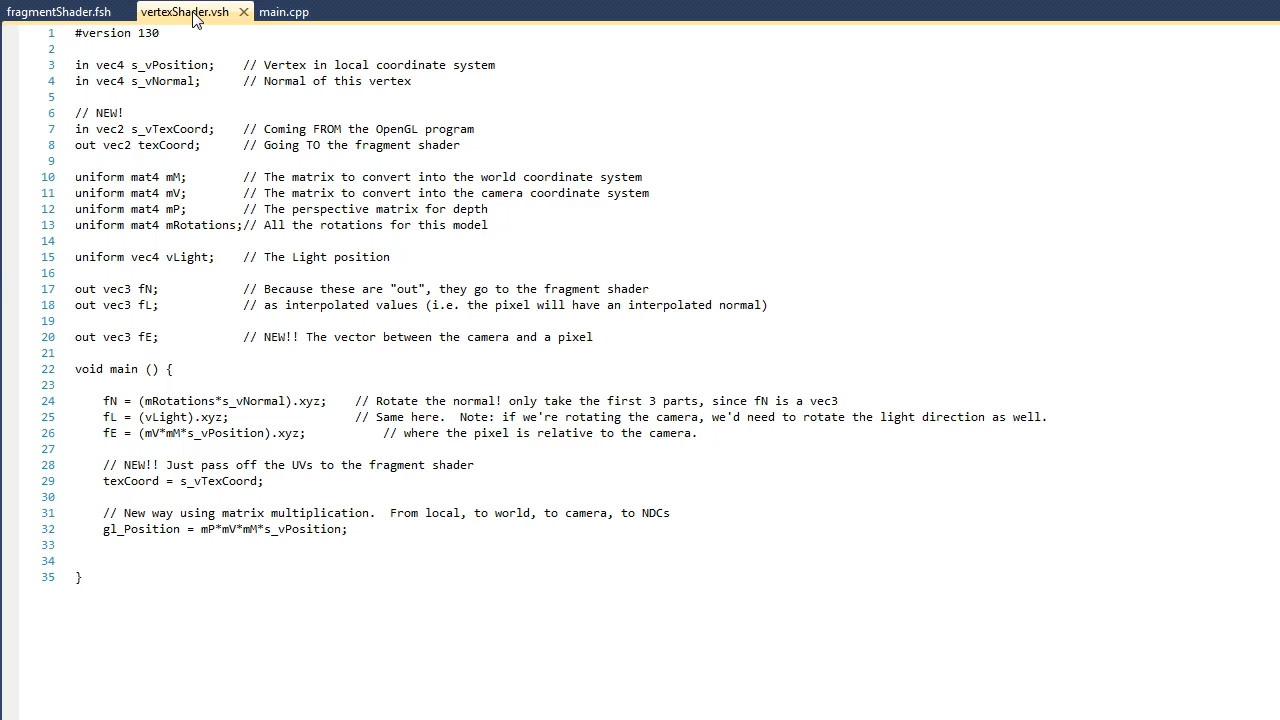 fragmentShader.fsh vertexShader.vsh main.cpp
1 #version 130
2
3 in vec4 s_vPosition; // Vertex in local coordinate system
4 in vec4 s_vNormal; // Normal of this vertex
5
6 // NEW!
7 in vec2 s_vTexCoord; // Coming FROM the OpenGL program
8 out vec2 texCoord; // Going TO the fragment shader
9
10 uniform mat4 mM; // The matrix to convert into the world coordinate system
11 uniform mat4 mV; // The matrix to convert into the camera coordinate system
12 uniform mat4 mP; // The perspective matrix for depth
13 uniform mat4 mRotations;// All the rotations for this model
14
15 uniform vec4 vLight; // The Light position
16
17 out vec3 fN; // Because these are "out", they go to the fragment shader
18 out vec3 fL; // as interpolated values (i.e. the pixel will have an interpolated normal)
19
20 out vec3 fE; // NEW!! The vector between the camera and a pixel
21
22 void main () {
23
24 fN = (mRotations*s_vNormal).xyz; // Rotate the normal! only take the first 3 parts, since fN is a vec3
25 fL = (vLight).xyz; // Same here. Note: if we're rotating the camera, we'd need to rotate the light direction as well.
26 fE = (mV*mM*s_vPosition).xyz; // where the pixel is relative to the camera.
27
28 // NEW!! Just pass off the UVs to the fragment shader
29 texCoord = s_vTexCoord;
30
31 // New way using matrix multiplication. From local, to world, to camera, to NDCs
32 gl_Position = mP*mV*mM*s_vPosition;
33
34
35 }